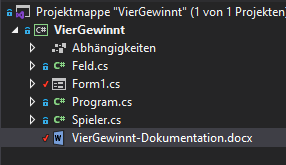 Projektmappe "VierGewinnt" (1 von 1 Projekten)
C# VierGewinnt
Abhängigkeiten
C# Feld.cs
Form1.cs
C# Program.cs
C# Spieler.cs
VierGewinnt-Dokumentation.docx